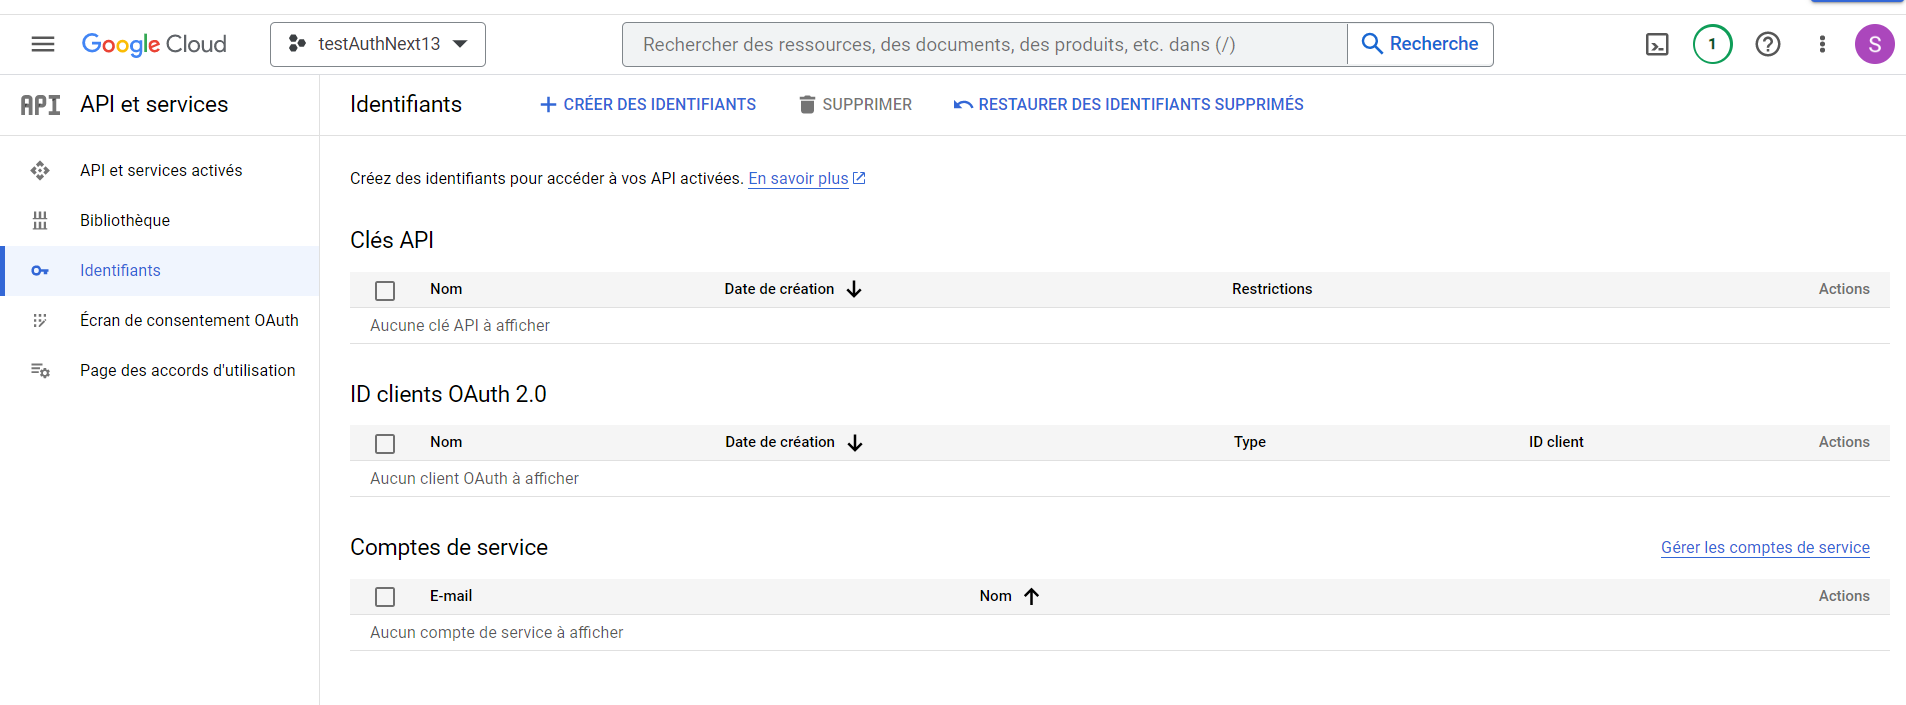 Google Cloud
testAuthNext13
Rechercher des ressources, des documents, des produits, etc. dans (/)
Recherche
1
S
API
API et services
Identifiants
CRÉER DES IDENTIFIANTS
SUPPRIMER
RESTAURER DES IDENTIFIANTS SUPPRIMÉS
API et services activés
Bibliothèque
Identifiants
Écran de consentement OAuth
Page des accords d'utilisation
Créez des identifiants pour accéder à vos API activées. En savoir plus
Clés API
Nom Date de création Restrictions Actions
Aucune clé API à afficher
ID clients OAuth 2.0
Nom Date de création Type ID client Actions
Aucun client OAuth à afficher
Comptes de service
Gérer les comptes de service
E-mail Nom Actions
Aucun compte de service à afficher